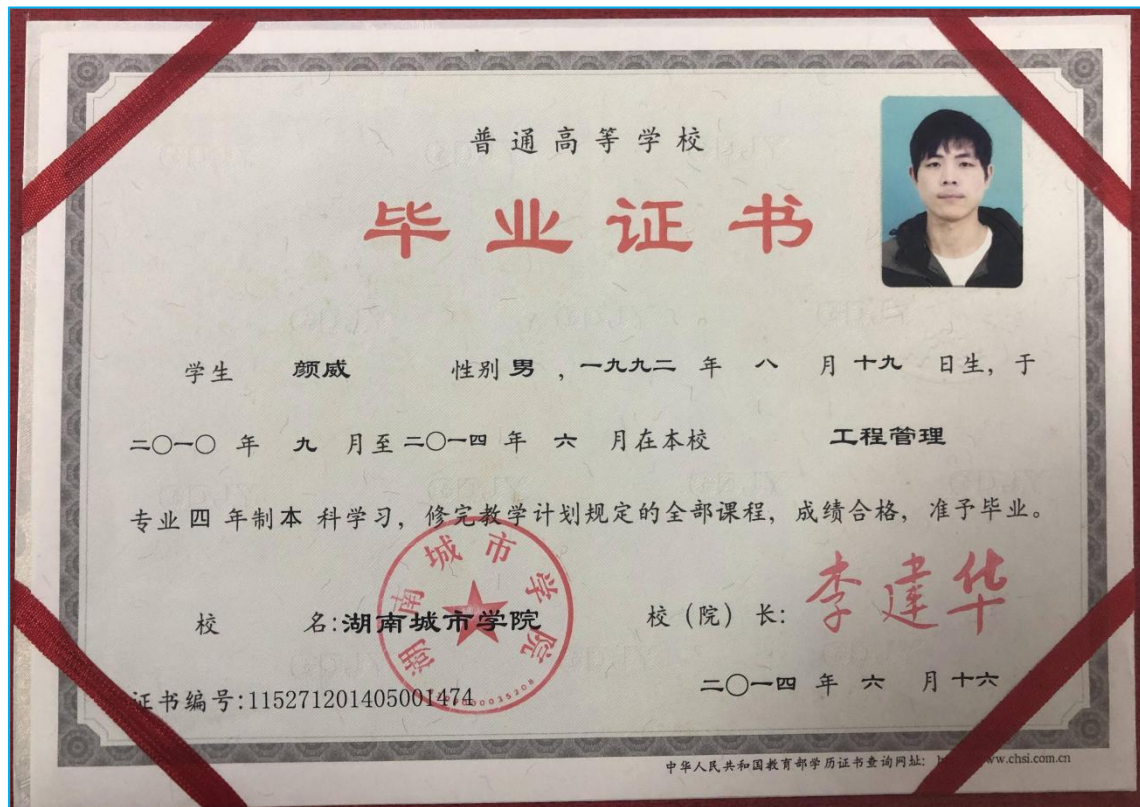 普通高等学校
毕业证书
学生 颜威 性别 男 ，一九九二 年 八 月 十九 日生，于
二〇一〇 年 九 月至 二〇一四 年 六 月在本校 工程管理
专业 四 年制 本 科学习，修完教学计划规定的全部课程，成绩合格，准予毕业。
湖南城市学院
校 名:湖南城市学院 校（院）长: 李建华
证书编号:115271201405001474
二〇一四 年 六 月 十六
中华人民共和国教育部学历证书查询网址: www.chsi.com.cn